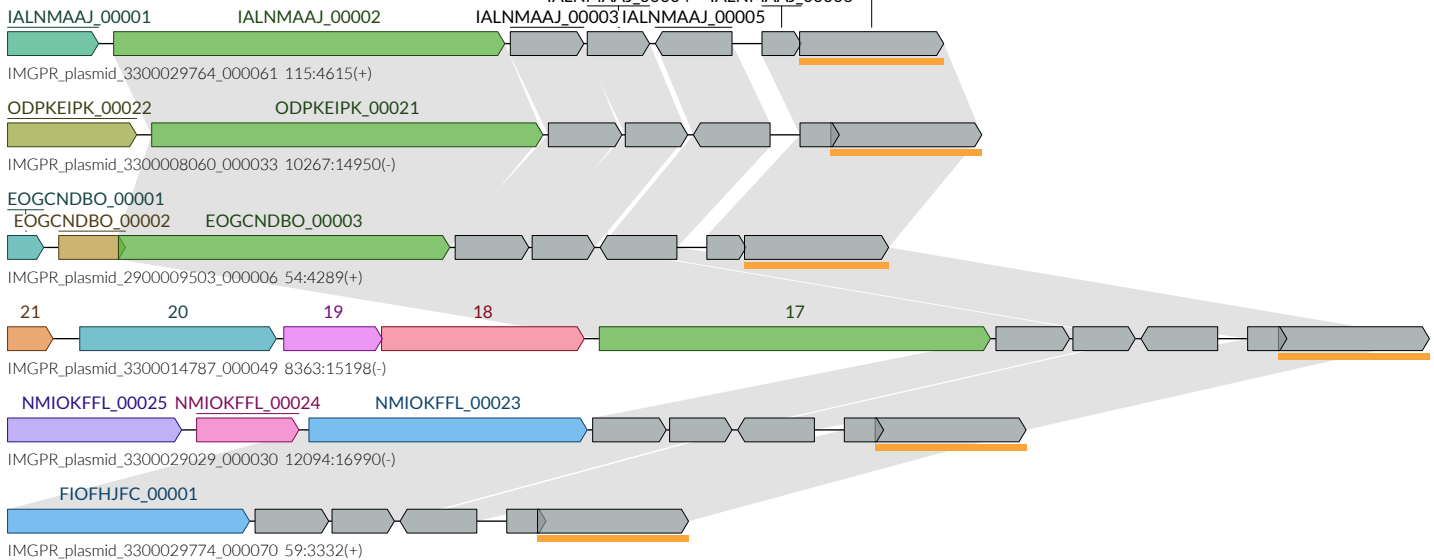 IALNMAAJ_00001 IALNMAAJ_00002 IALNMAAJ_00003 IALNMAAJ_00005
IMGPR_plasmid_3300029764_000061 115:4615(+)
ODPKEIPK_00022 ODPKEIPK_00021
IMGPR_plasmid_3300008060_000033 10267:14950(-)
EOGCNDBO_00001
EOGCNDBO_00002 EOGCNDBO_00003
IMGPR_plasmid_2900009503_000006 54:4289(+)
21 20 19 18 17
IMGPR_plasmid_3300014787_000049 8363:15198(-)
NMIOKFFL_00025 NMIOKFFL_00024 NMIOKFFL_00023
IMGPR_plasmid_3300029029_000030 12094:16990(-)
FIOFHJFC_00001
IMGPR_plasmid_3300029774_000070 59:3332(+)